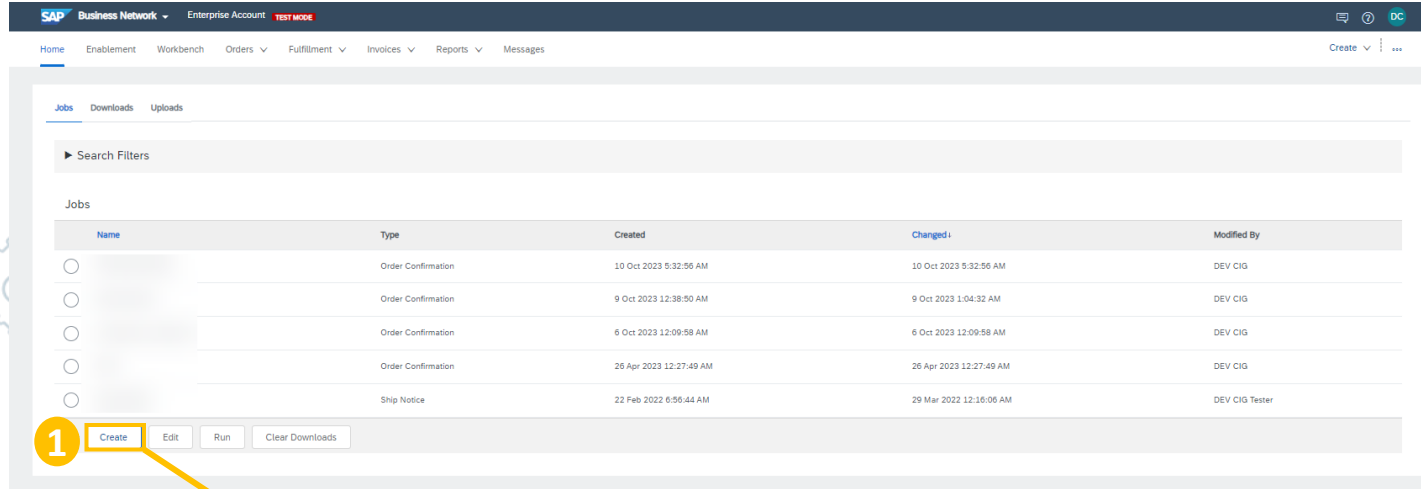 SAP Business Network Enterprise Account TEST MODE DC
Home Enablement Workbench Orders Fulfillment Invoices Reports Messages Create
Jobs Downloads Uploads
Search Filters
Jobs
Name Type Created Changed↓ Modified By
Order Confirmation 10 Oct 2023 5:32:56 AM 10 Oct 2023 5:32:56 AM DEV CIG
Order Confirmation 9 Oct 2023 12:38:50 AM 9 Oct 2023 1:04:32 AM DEV CIG
Order Confirmation 6 Oct 2023 12:09:58 AM 6 Oct 2023 12:09:58 AM DEV CIG
Order Confirmation 26 Apr 2023 12:27:49 AM 26 Apr 2023 12:27:49 AM DEV CIG
Ship Notice 22 Feb 2022 6:56:44 AM 29 Mar 2022 12:16:06 AM DEV CIG Tester
1 Create Edit Run Clear Downloads